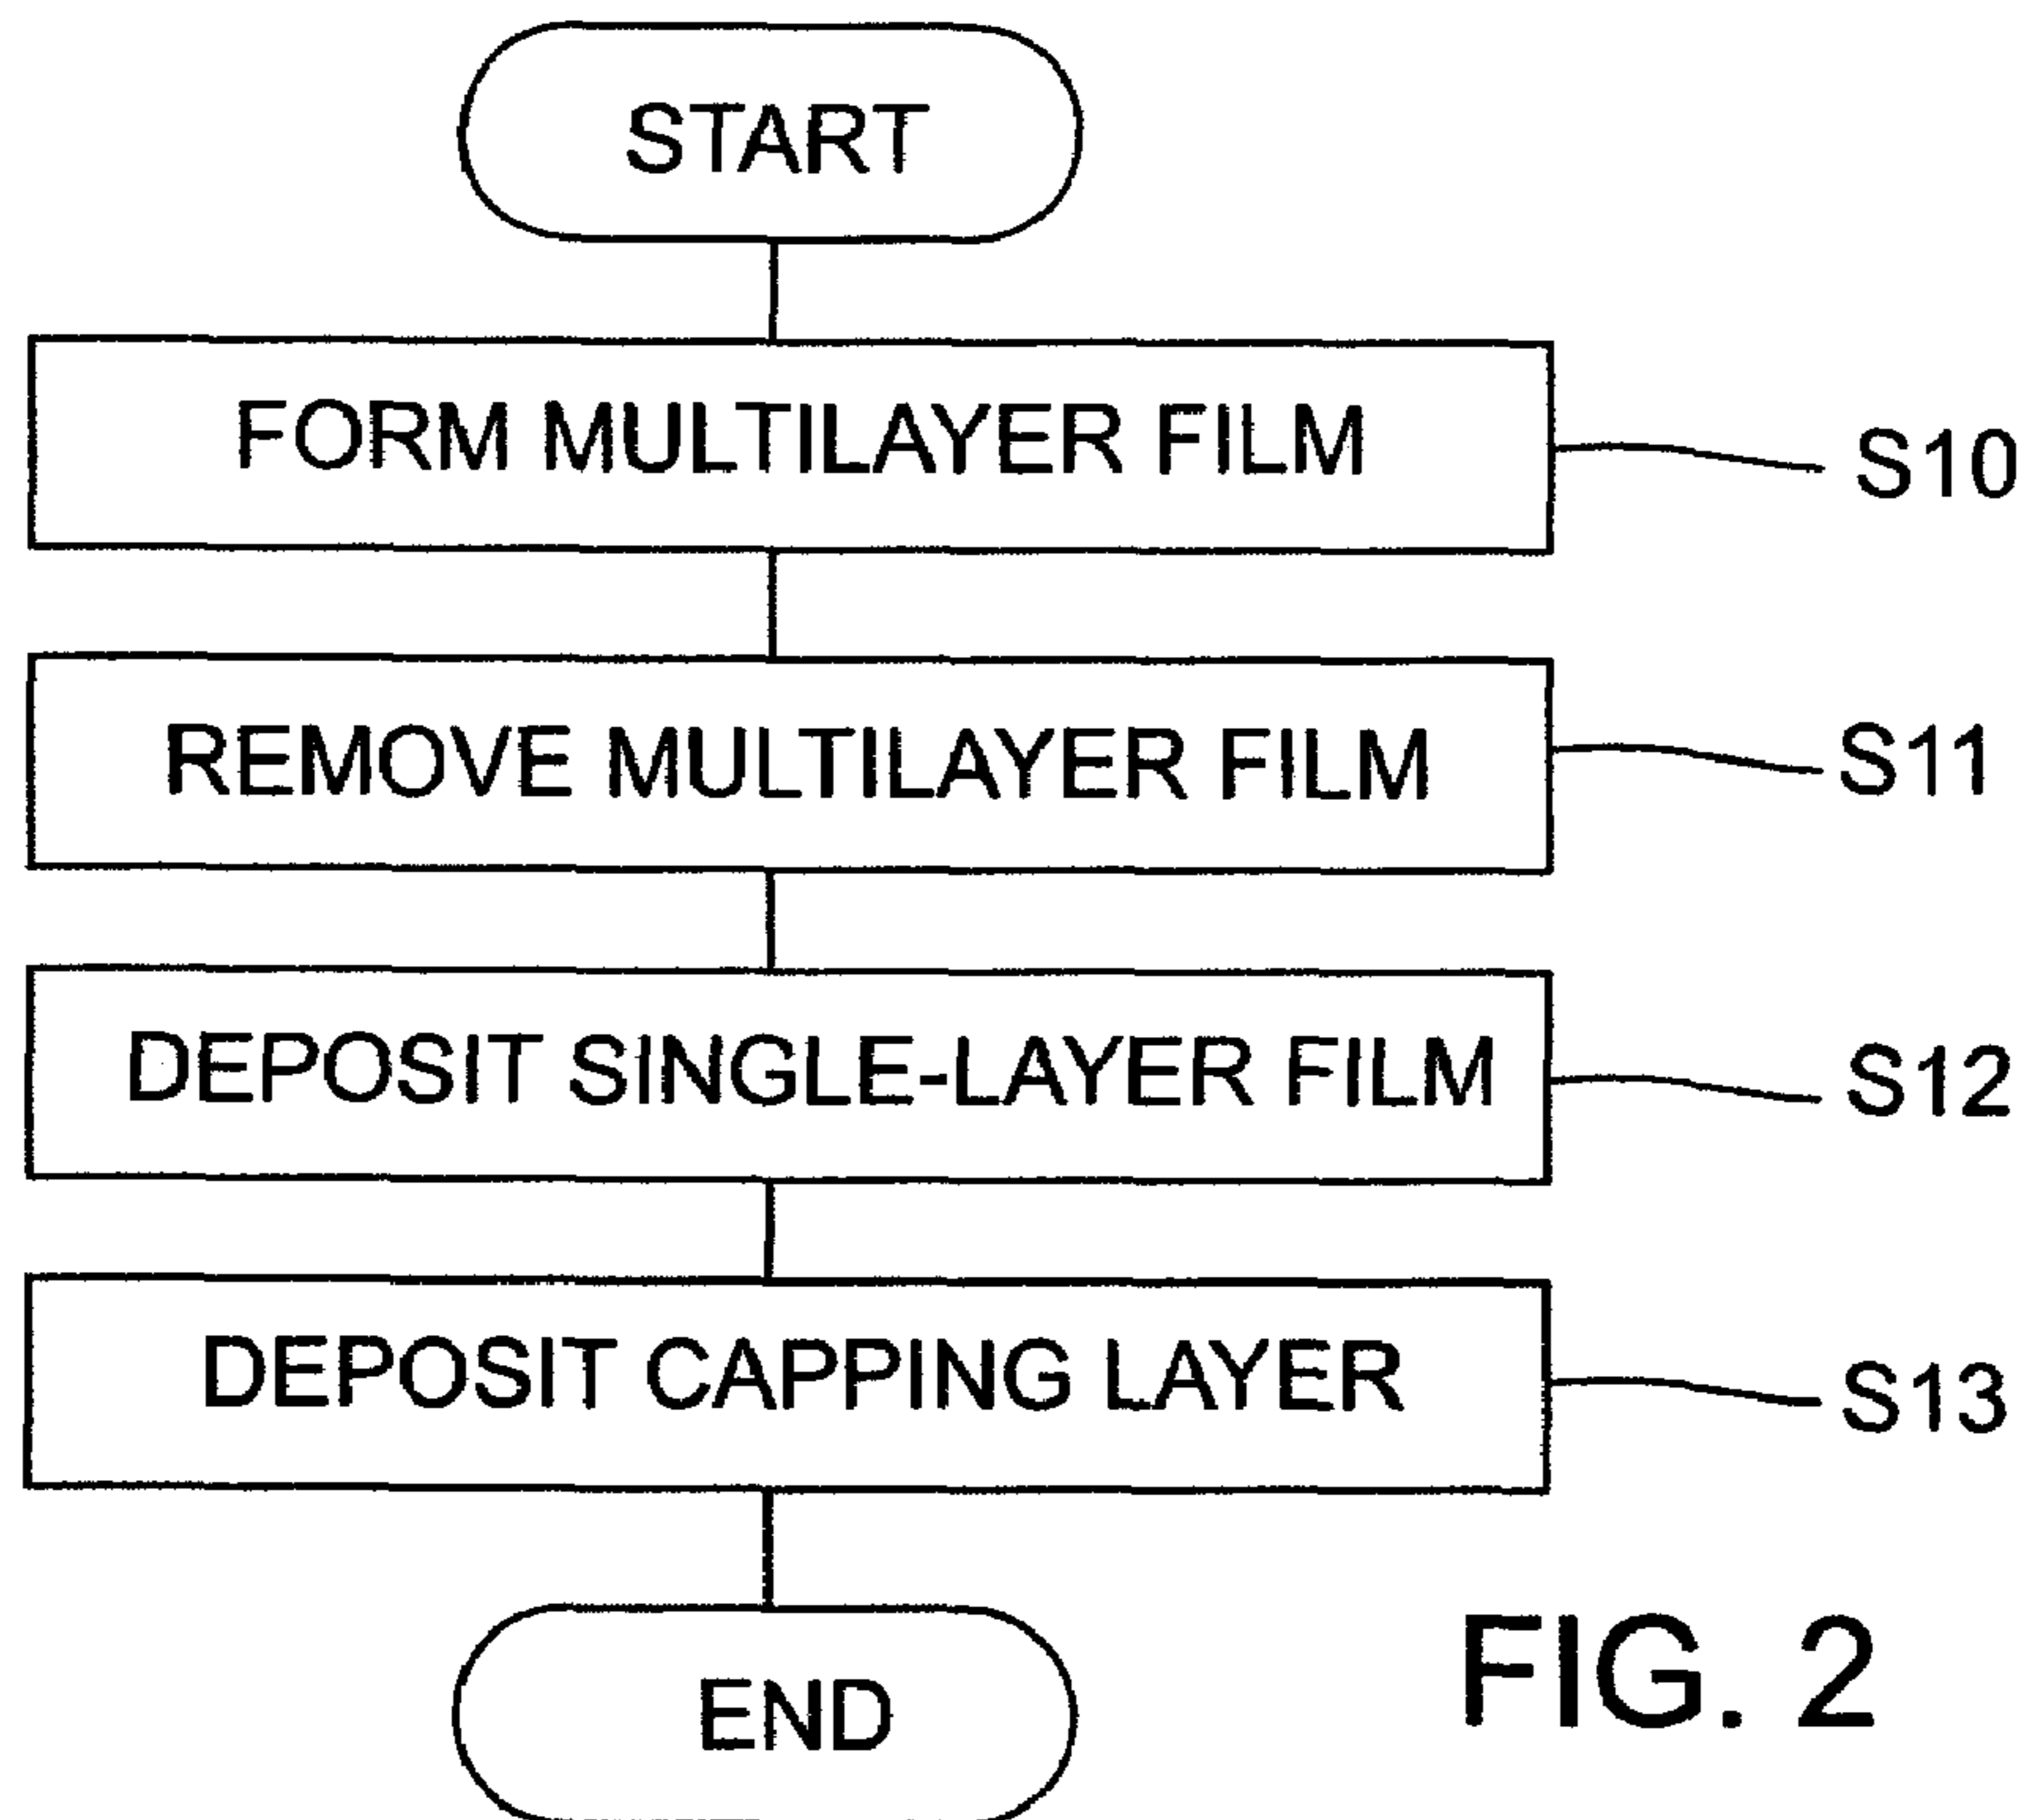 START
FORM MULTILAYER FILM
S10
REMOVE MULTILAYER FILM
S11
DEPOSIT SINGLE-LAYER FILM
S12
DEPOSIT CAPPING LAYER
S13
END
FIG. 2